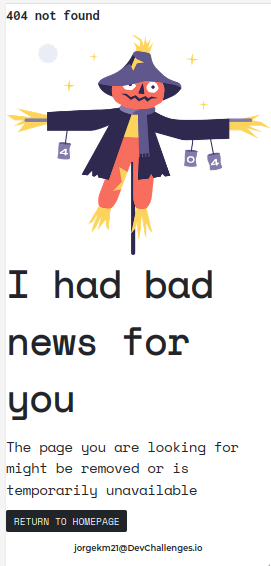 404 not found
4
0
4
I had bad
news for
you
The page you are looking for
might be removed or is
temporarily unavailable
RETURN TO HOMEPAGE
jorgekm21@DevChallenges.io